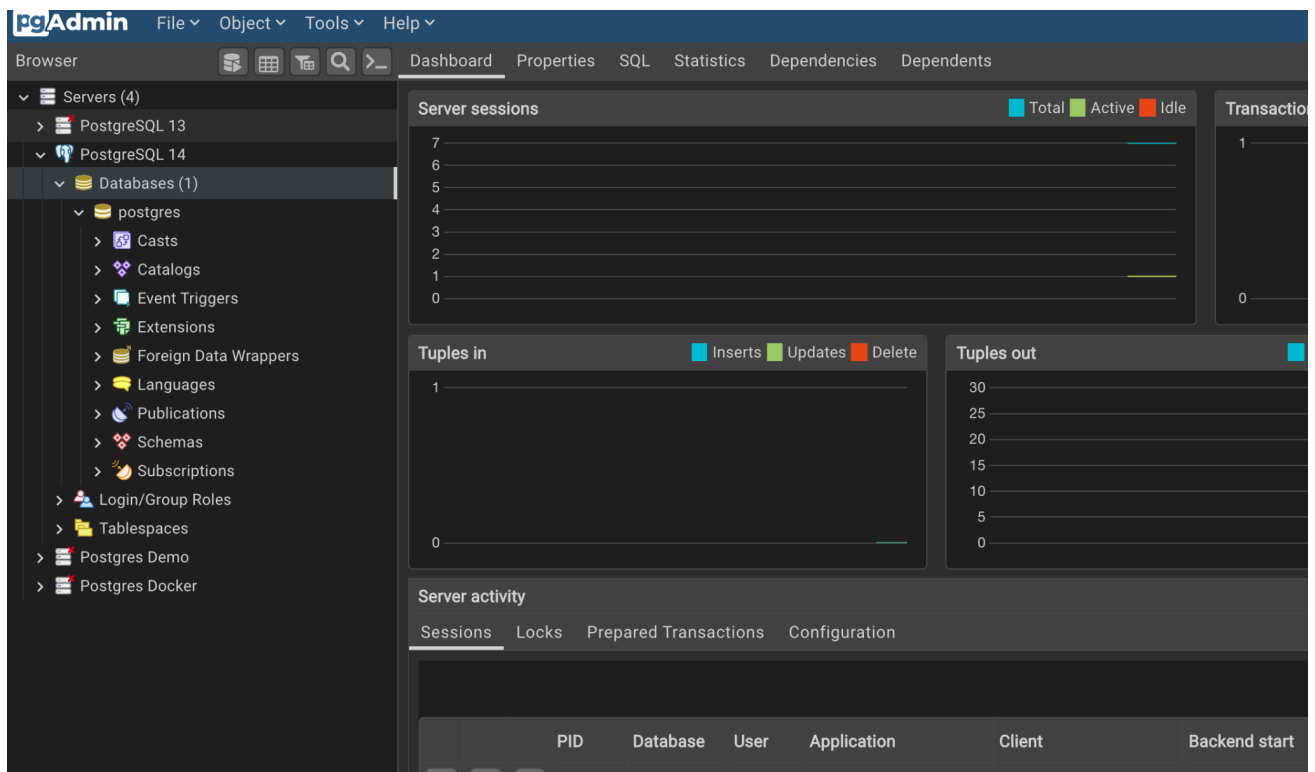 pgAdmin File Object Tools Help
Browser
Dashboard Properties SQL Statistics Dependencies Dependents
Servers (4)
PostgreSQL 13
PostgreSQL 14
Databases (1)
postgres
Casts
Catalogs
Event Triggers
Extensions
Foreign Data Wrappers
Languages
Publications
Schemas
Subscriptions
Login/Group Roles
Tablespaces
Postgres Demo
Postgres Docker
Server sessions Total Active Idle
7
6
5
4
3
2
1
0
Transaction
1
0
Tuples in Inserts Updates Delete
1
0
Tuples out
30
25
20
15
10
5
0
Server activity
Sessions Locks Prepared Transactions Configuration
PID Database User Application Client Backend start